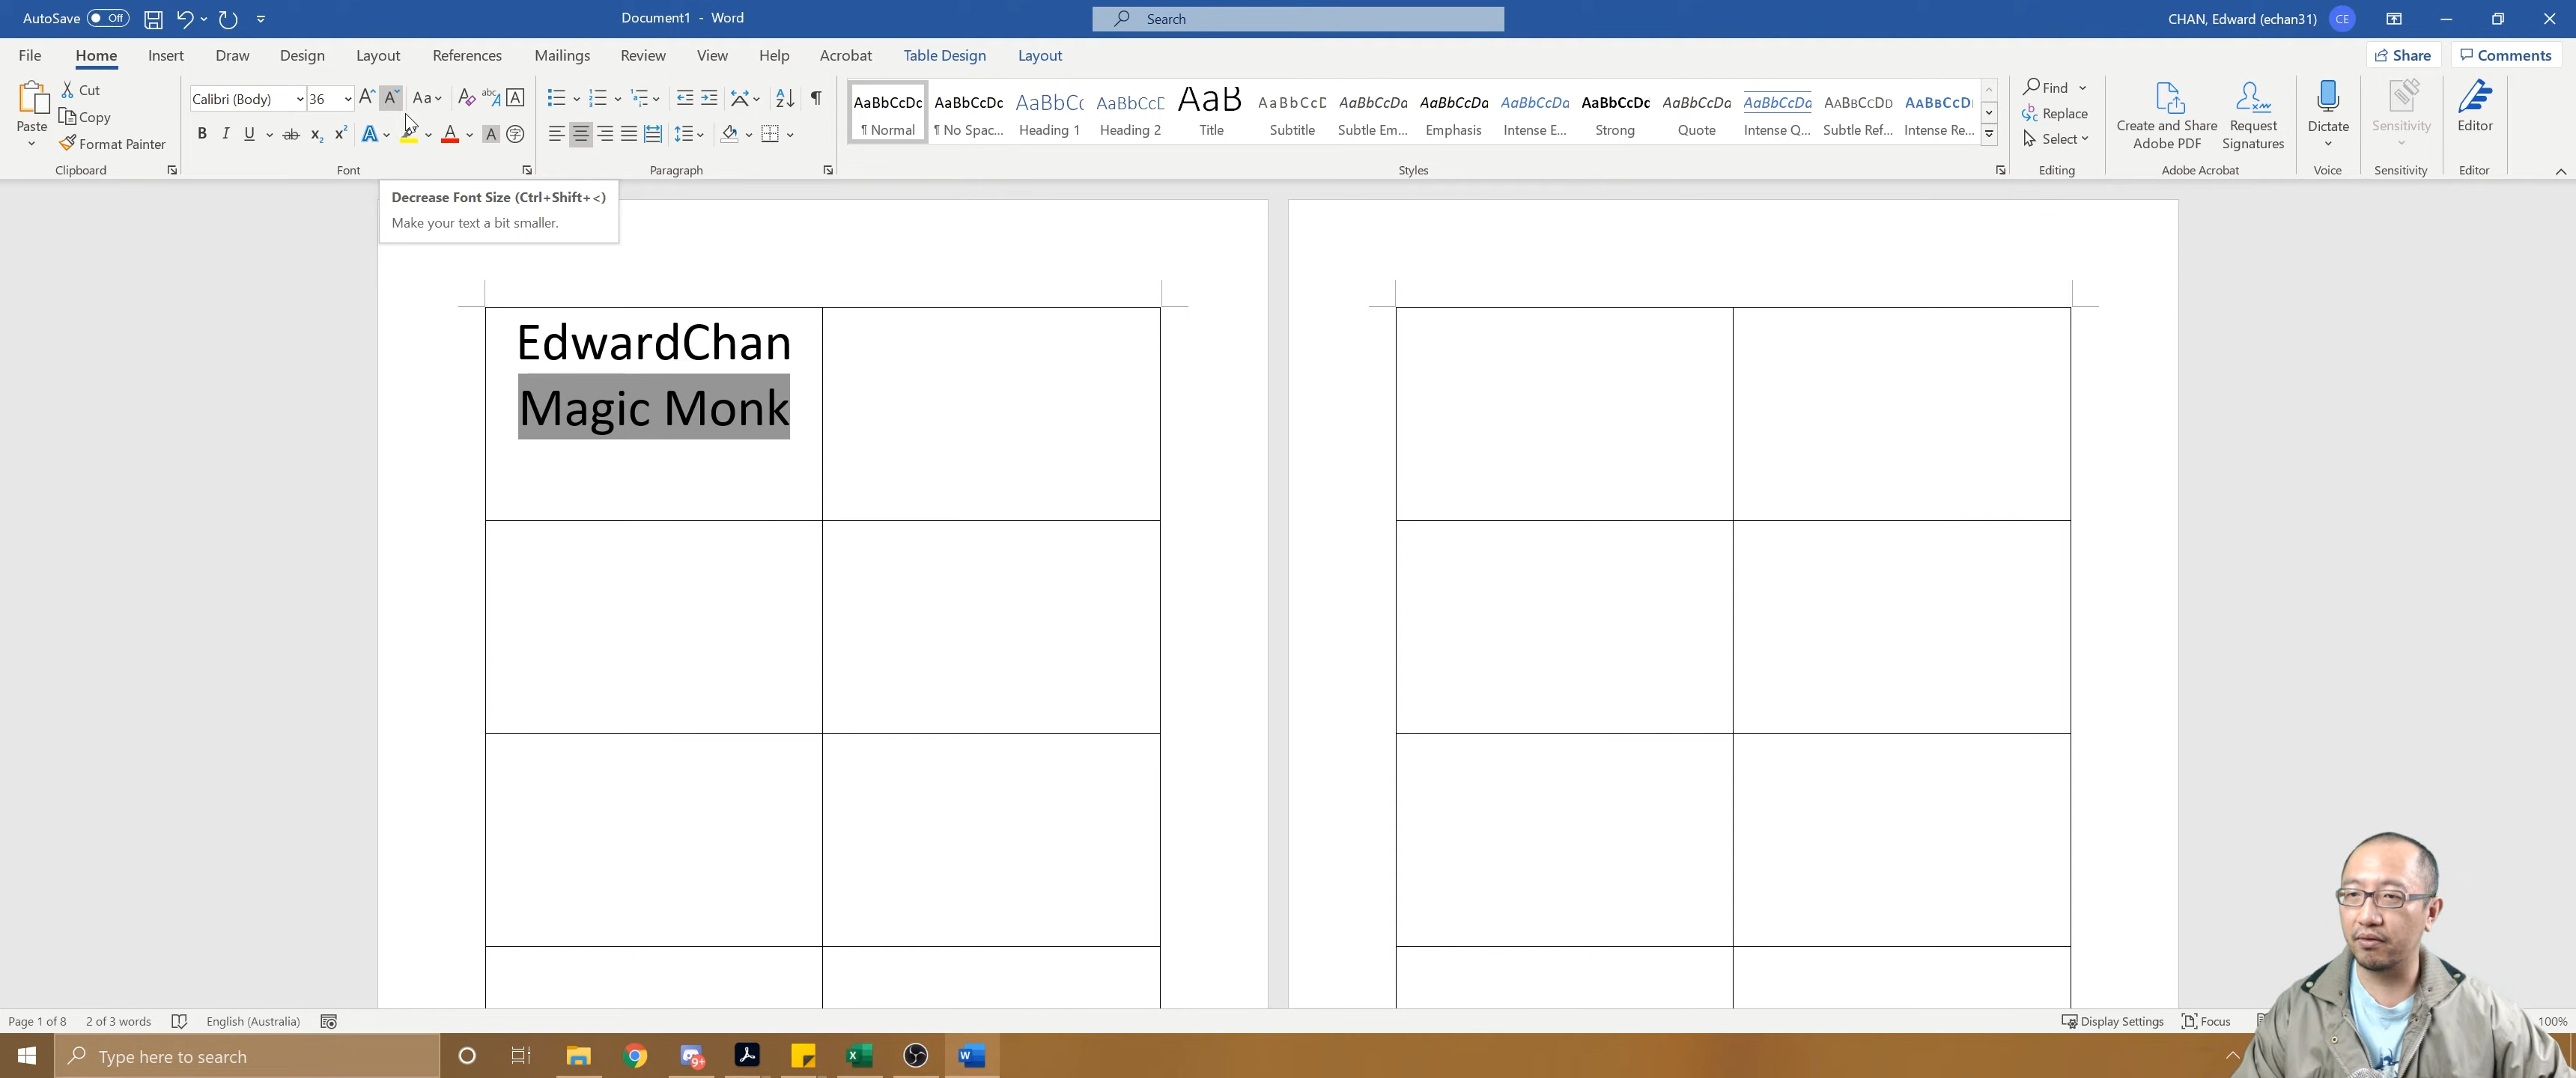 AutoSave Off
Document1 - Word
Search
CHAN, Edward (echan31) CE
File Home Insert Draw Design Layout References Mailings Review View Help Acrobat Table Design Layout
Share Comments
Paste
Cut
Copy
Format Painter
Clipboard
Calibri (Body) 36
Font
Paragraph
AaBbCcDc AaBbCcDc AaBbCc AaBbCcD AaB AaBbCcD AaBbCcDa AaBbCcDa AaBbCcDa AaBbCcDc AaBbCcDa AaBbCcDa AABBCCDD AABBCCD
¶ Normal ¶ No Spac... Heading 1 Heading 2 Title Subtitle Subtle Em... Emphasis Intense E... Strong Quote Intense Q... Subtle Ref... Intense Re...
Styles
Find
Replace
Select
Editing
Create and Share Adobe PDF
Request Signatures
Adobe Acrobat
Dictate
Voice
Sensitivity
Sensitivity
Editor
Editor
Decrease Font Size (Ctrl+Shift+<)
Make your text a bit smaller.
EdwardChan
Magic Monk
Page 1 of 8 2 of 3 words English (Australia)
Display Settings Focus 100%
Type here to search
9+